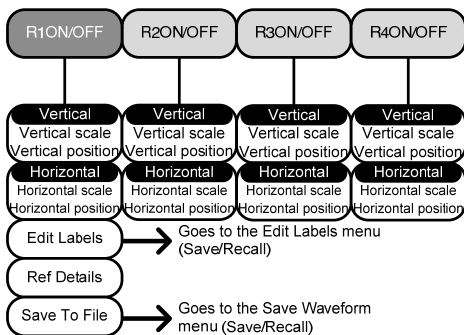 R1ON/OFF R2ON/OFF R3ON/OFF R4ON/OFF
Vertical Vertical Vertical Vertical
Vertical scale Vertical scale Vertical scale Vertical scale
Vertical position Vertical position Vertical position Vertical position
Horizontal Horizontal Horizontal Horizontal
Horizontal scale Horizontal scale Horizontal scale Horizontal scale
Horizontal position Horizontal position Horizontal position Horizontal position
Edit Labels
Goes to the Edit Labels menu
(Save/Recall)
Ref Details
Save To File
Goes to the Save Waveform
menu (Save/Recall)